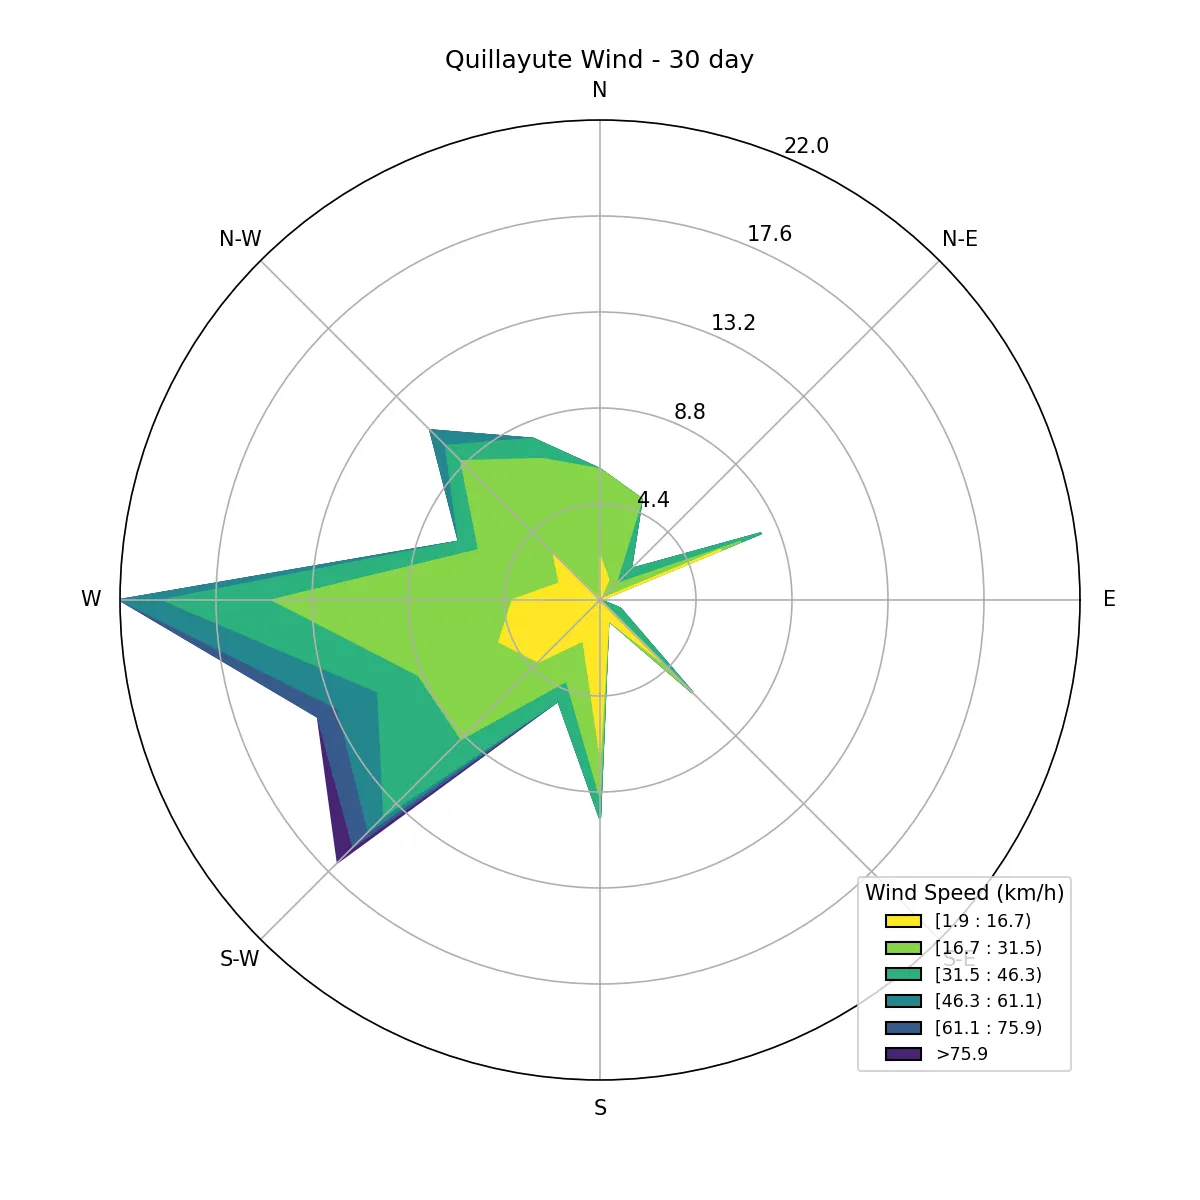 Quillayute Wind - 30 day
N
22.0
17.6
N-W
N-E
13.2
8.8
4.4
W
E
Wind Speed (km/h)
[1.9 : 16.7)
[16.7 : 31.5)
S-W
S-E
[31.5 : 46.3)
[46.3 : 61.1)
[61.1 : 75.9)
>75.9
S